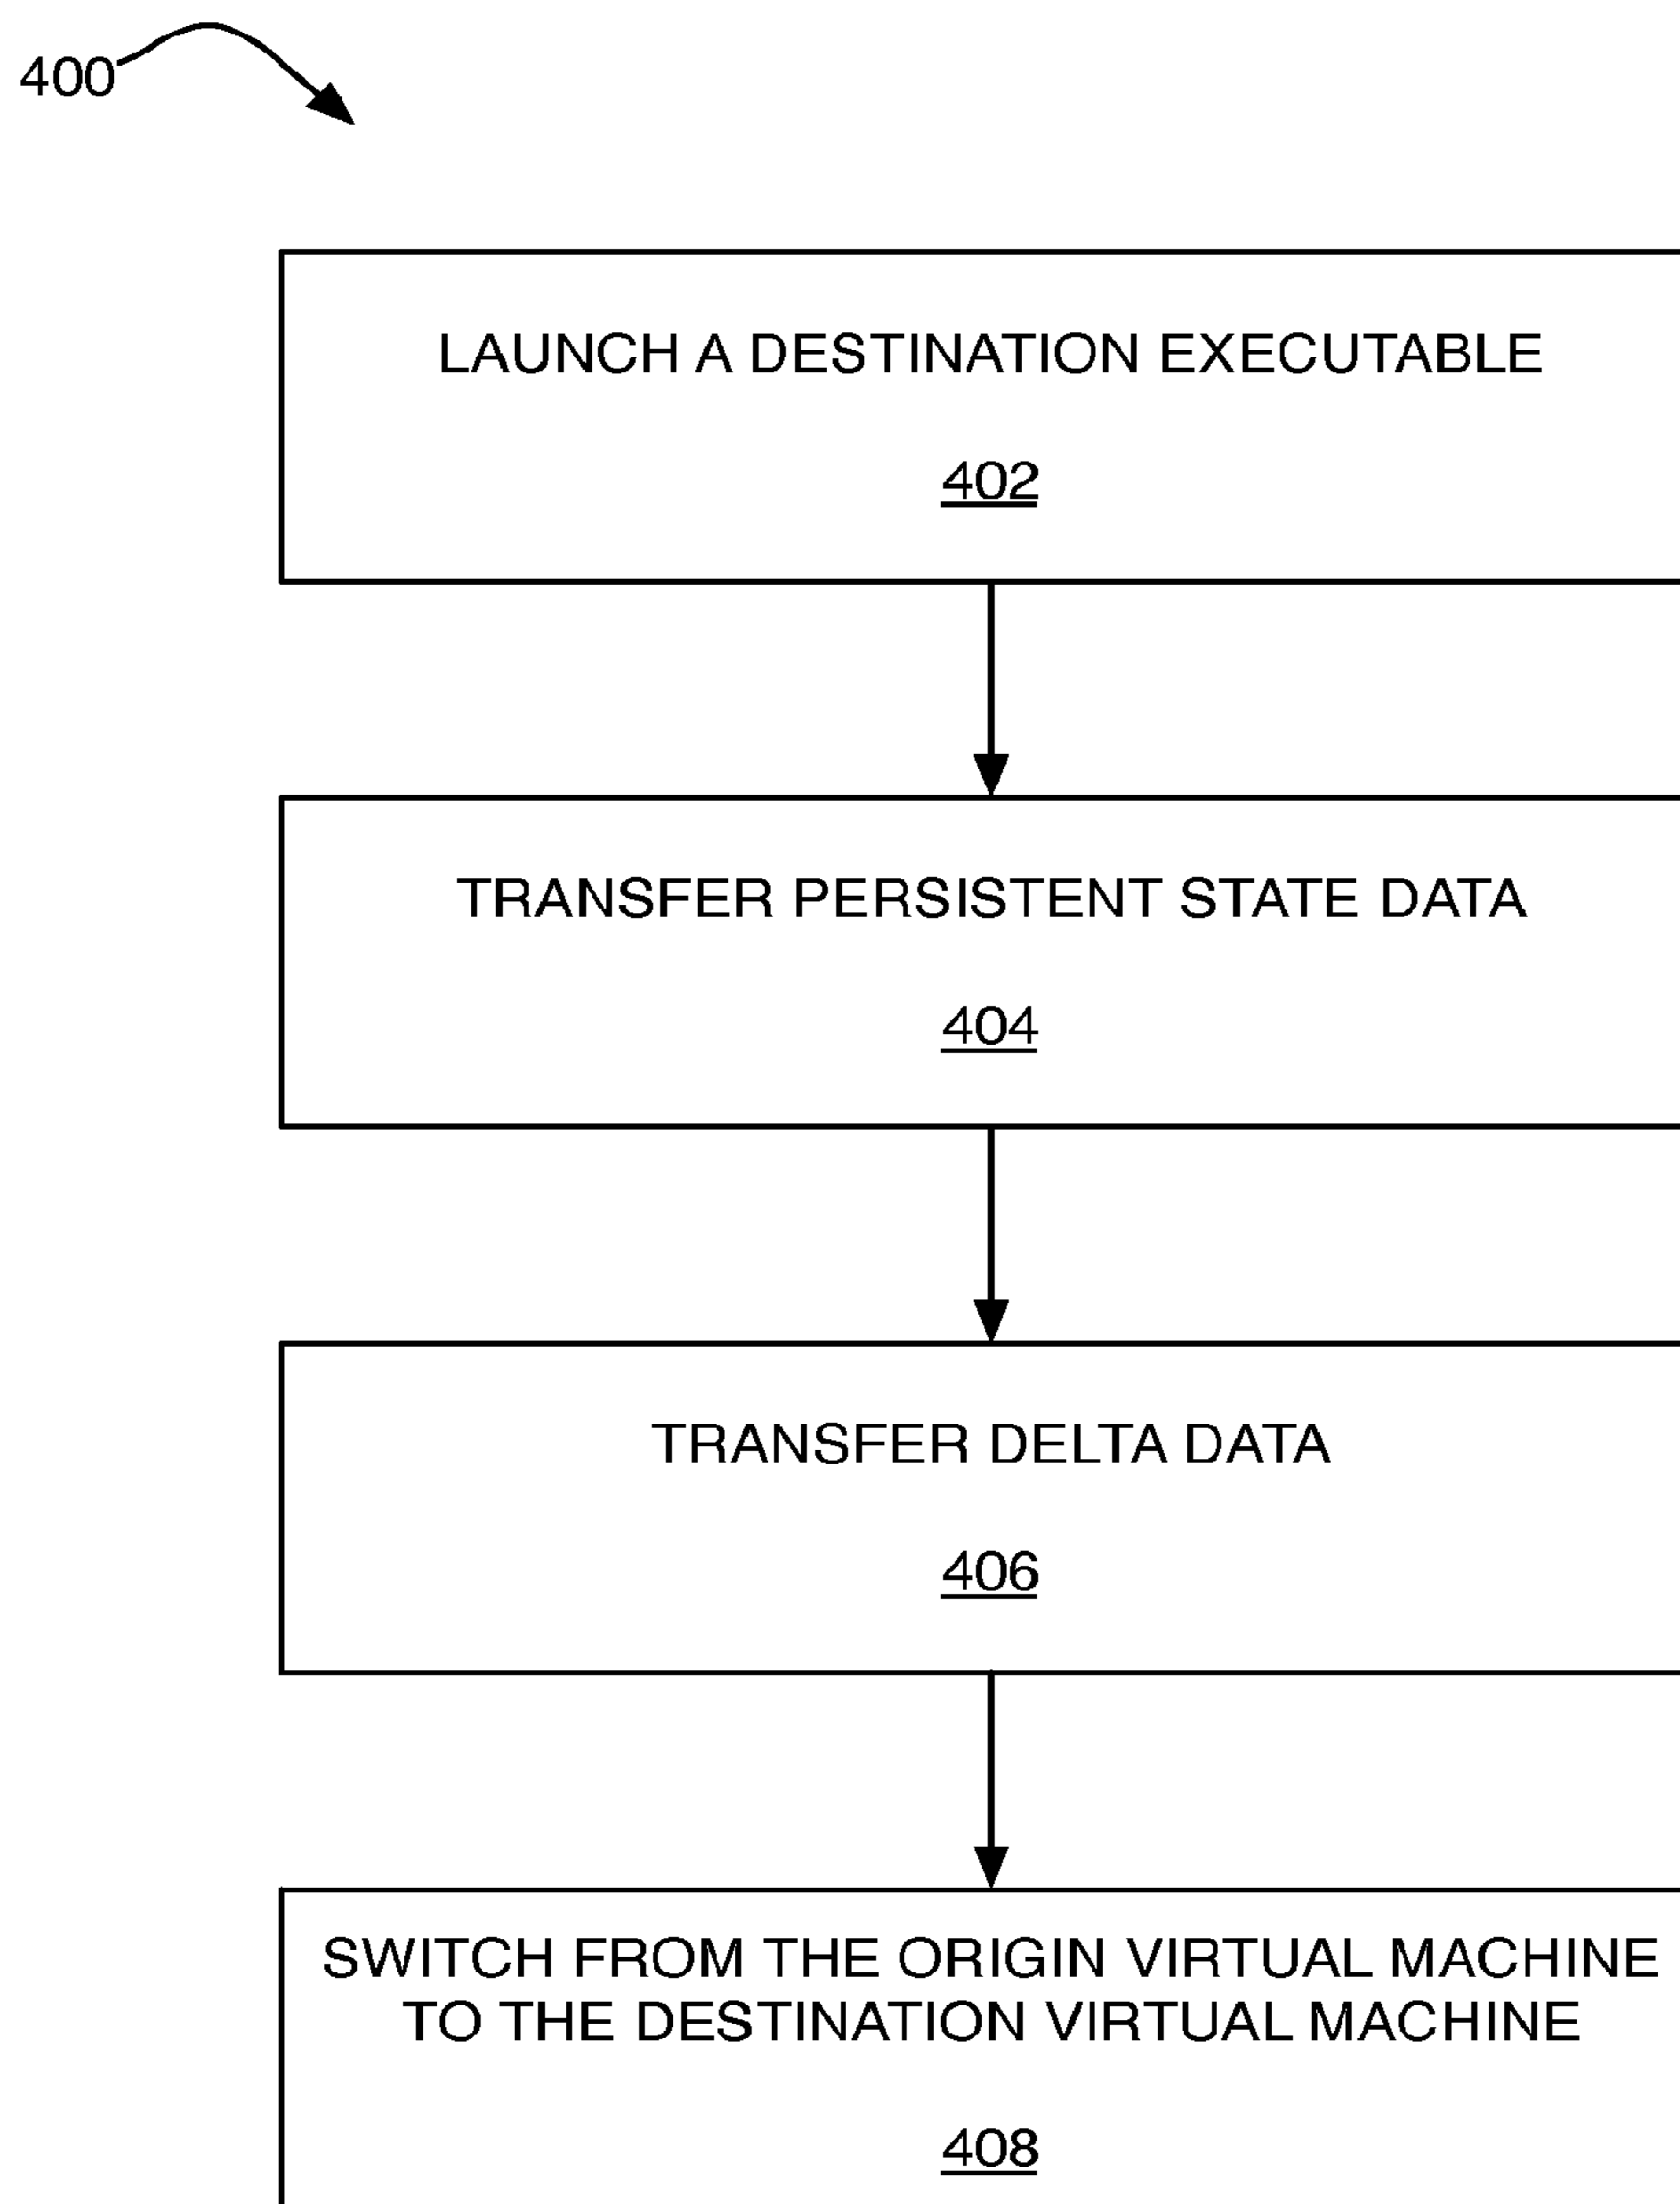 400
LAUNCH A DESTINATION EXECUTABLE
402
TRANSFER PERSISTENT STATE DATA
404
TRANSFER DELTA DATA
406
SWITCH FROM THE ORIGIN VIRTUAL MACHINE
TO THE DESTINATION VIRTUAL MACHINE
408